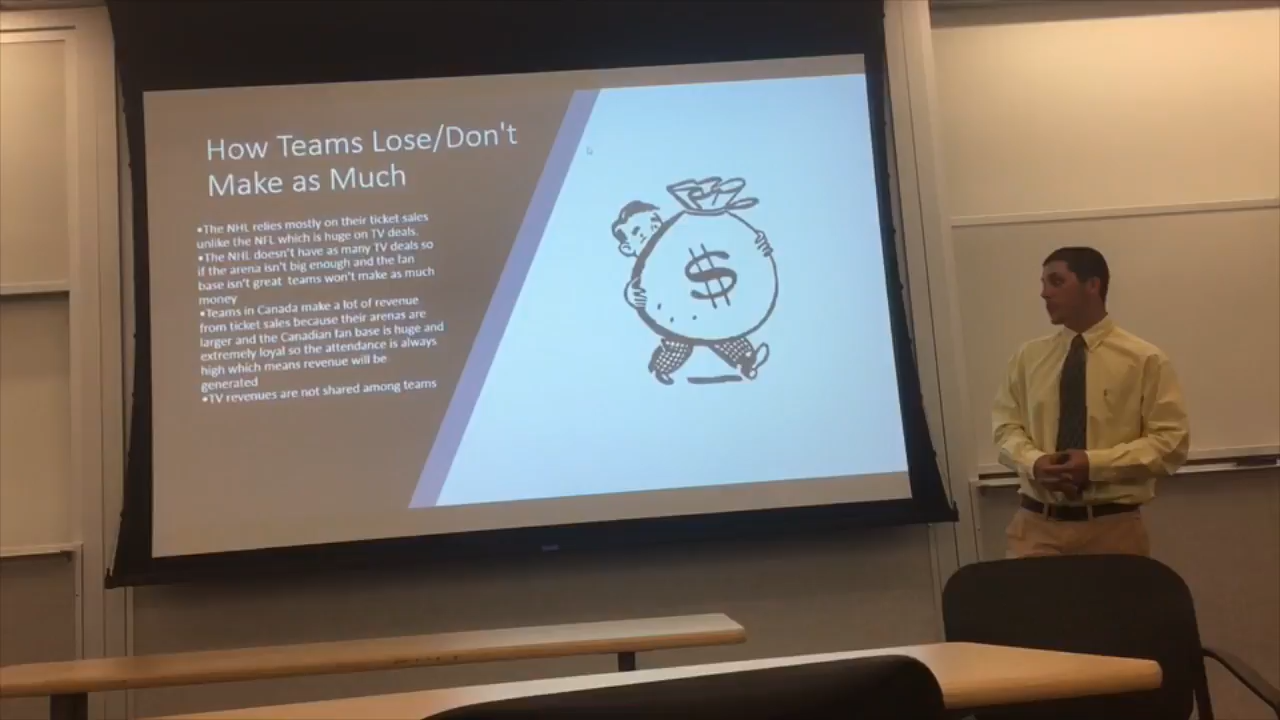 How Teams Lose/Don't
Make as Much
•The NHL relies mostly on their ticket sales
unlike the NFL which is huge on TV deals.
•The NHL doesn't have as many TV deals so
if the arena isn't big enough and the fan
base isn't great teams won't make as much
money
•Teams in Canada make a lot of revenue
from ticket sales because their arenas are
larger and the Canadian fan base is huge and
extremely loyal so the attendance is always
high which means revenue will be
generated
•TV revenues are not shared among teams
$